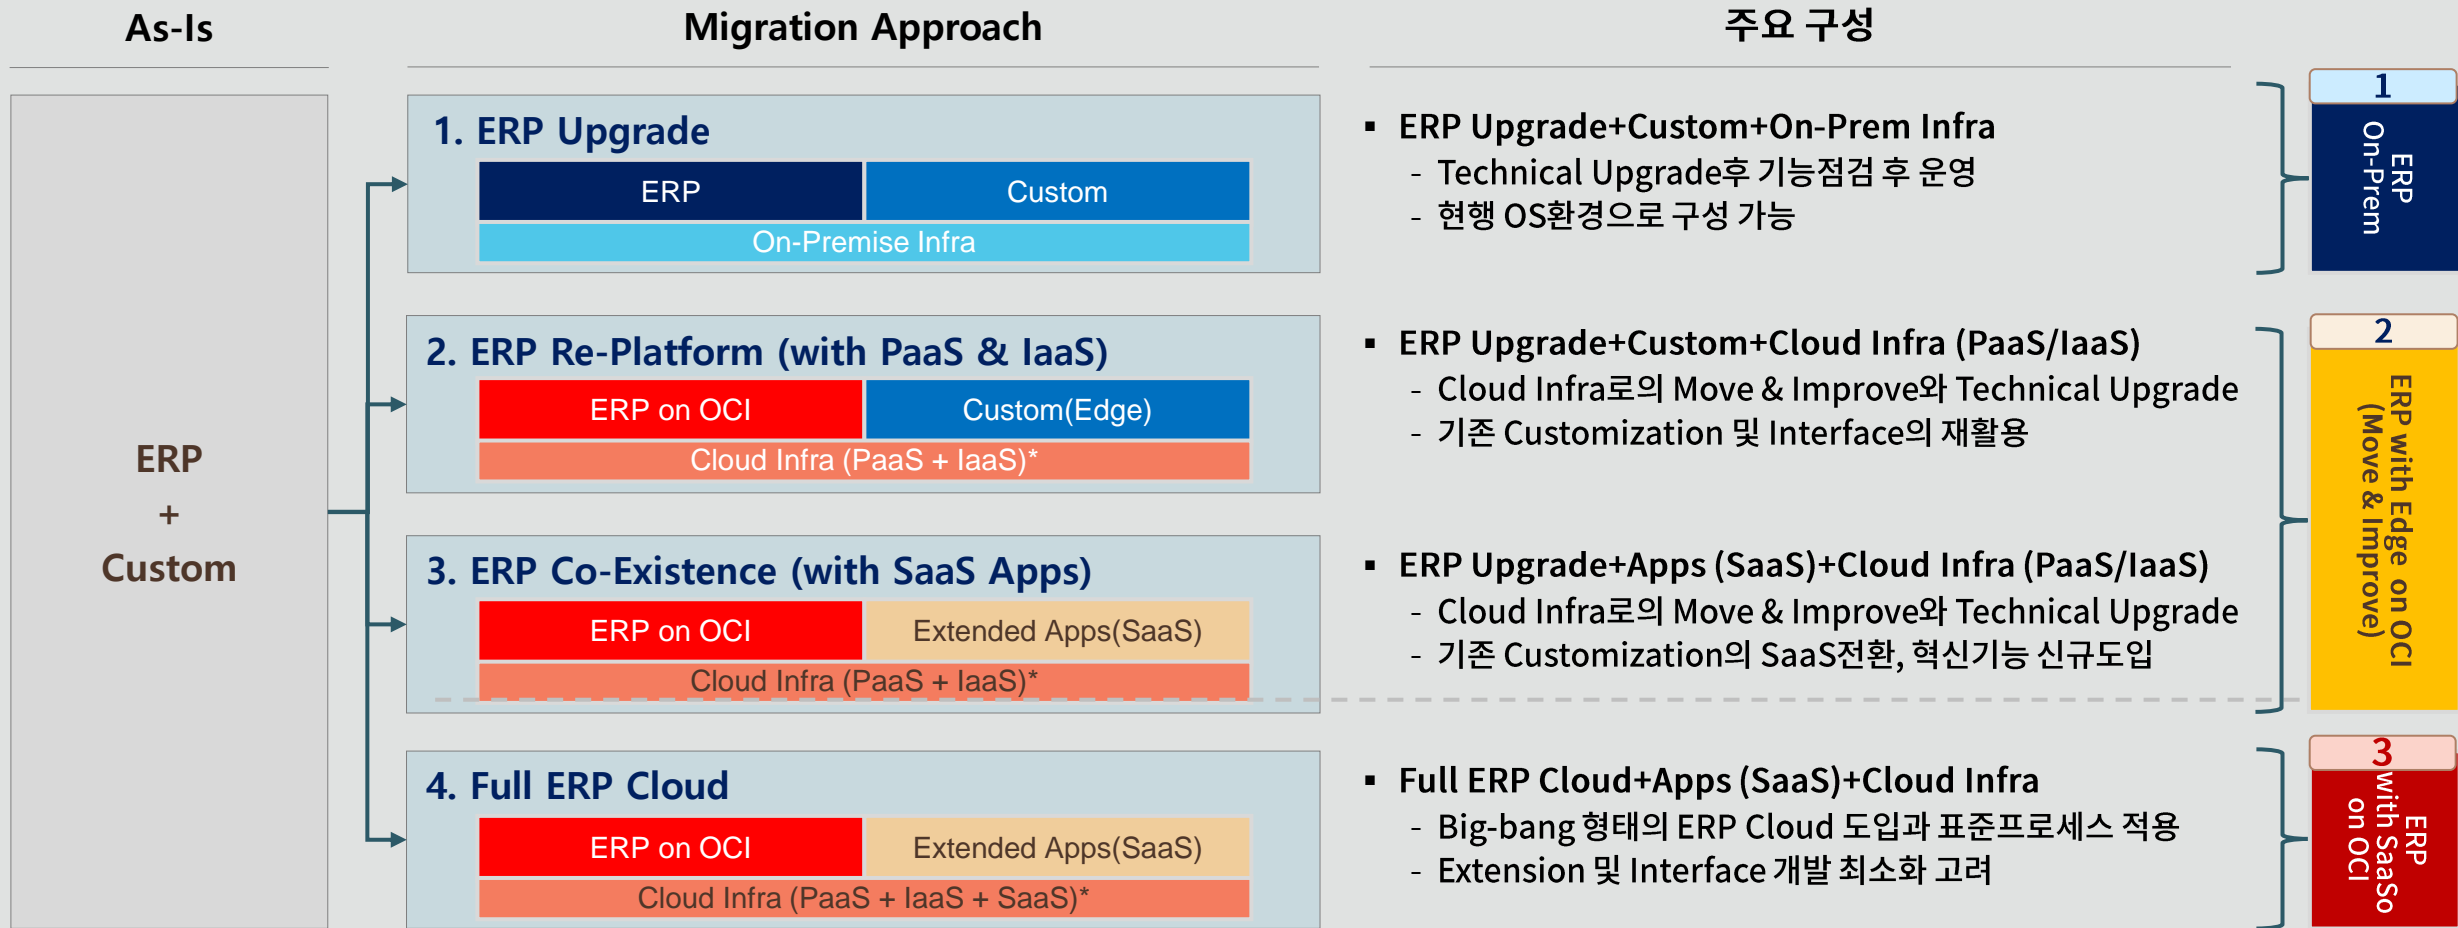 As-Is
Migration Approach
주요 구성
ERP
+
Custom
1. ERP Upgrade
ERP
Custom
On-Premise Infra
▪ ERP Upgrade+Custom+On-Prem Infra
- Technical Upgrade후 기능점검 후 운영
- 현행 OS환경으로 구성 가능
1
ERP
On-Prem
2. ERP Re-Platform (with PaaS & IaaS)
ERP on OCI
Custom(Edge)
Cloud Infra (PaaS + IaaS)*
▪ ERP Upgrade+Custom+Cloud Infra (PaaS/IaaS)
- Cloud Infra로의 Move & Improve와 Technical Upgrade
- 기존 Customization 및 Interface의 재활용
2
ERP with Edge on OCI
(Move & Improve)
3. ERP Co-Existence (with SaaS Apps)
ERP on OCI
Extended Apps(SaaS)
Cloud Infra (PaaS + IaaS)*
▪ ERP Upgrade+Apps (SaaS)+Cloud Infra (PaaS/IaaS)
- Cloud Infra로의 Move & Improve와 Technical Upgrade
- 기존 Customization의 SaaS전환, 혁신기능 신규도입
4. Full ERP Cloud
ERP on OCI
Extended Apps(SaaS)
Cloud Infra (PaaS + IaaS + SaaS)*
▪ Full ERP Cloud+Apps (SaaS)+Cloud Infra
- Big-bang 형태의 ERP Cloud 도입과 표준프로세스 적용
- Extension 및 Interface 개발 최소화 고려
3
ERP
with SaaSo
on OCI